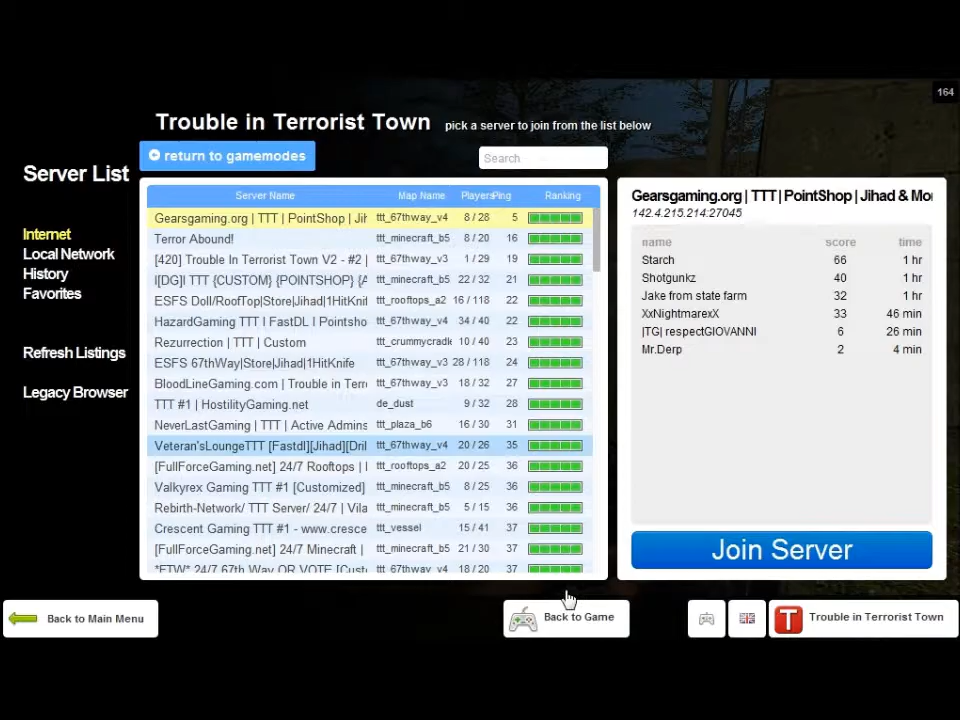 164
Trouble in Terrorist Town pick a server to join from the list below
return to gamemodes
Search
Server List
Internet
Local Network
History
Favorites
Refresh Listings
Legacy Browser
Server Name Map Name Players Ping Ranking
Gearsgaming.org | TTT | PointShop | Jih ttt_67thway_v4 8 / 28 5
Terror Abound! ttt_minecraft_b5 8 / 20 16
[420] Trouble In Terrorist Town V2 - #2 | ttt_67thway_v3 1 / 29 19
I[DG]I TTT {CUSTOM} {POINTSHOP} {A ttt_minecraft_b5 22 / 32 21
ESFS Doll/RoofTop|Store|Jihad|1HitKnif ttt_rooftops_a2 16 / 118 22
HazardGaming TTT l FastDL l Pointsho ttt_67thway_v4 34 / 40 22
Rezurrection | TTT | Custom ttt_crummycradk 10 / 40 23
ESFS 67thWay|Store|Jihad|1HitKnife ttt_67thway_v3 28 / 118 24
BloodLineGaming.com | Trouble in Terro ttt_67thway_v3 18 / 32 27
TTT #1 | HostilityGaming.net de_dust 9 / 32 28
NeverLastGaming | TTT | Active Admins ttt_plaza_b6 16 / 30 31
Veteran'sLoungeTTT [Fastdl][Jihad][Dril ttt_67thway_v4 20 / 26 35
[FullForceGaming.net] 24/7 Rooftops | ttt_rooftops_a2 20 / 25 36
Valkyrex Gaming TTT #1 [Customized] ttt_minecraft_b5 8 / 25 36
Rebirth-Network/ TTT Server/ 24/7 | Vila ttt_minecraft_b5 5 / 15 36
Crescent Gaming TTT #1 - www.cresce ttt_vessel 15 / 41 37
[FullForceGaming.net] 24/7 Minecraft | ttt_minecraft_b5 21 / 30 37
*FTW* 24/7 67th Way OR VOTE [Cust ttt_67thway_v4 18 / 20 37
Gearsgaming.org | TTT | PointShop | Jihad & Mo
142.4.215.214:27045
name score time
Starch 66 1 hr
Shotgunkz 40 1 hr
Jake from state farm 32 1 hr
XxNightmarexX 33 46 min
|TG| respectGIOVANNI 6 26 min
Mr.Derp 2 4 min
Join Server
Back to Main Menu
Back to Game
T Trouble in Terrorist Town